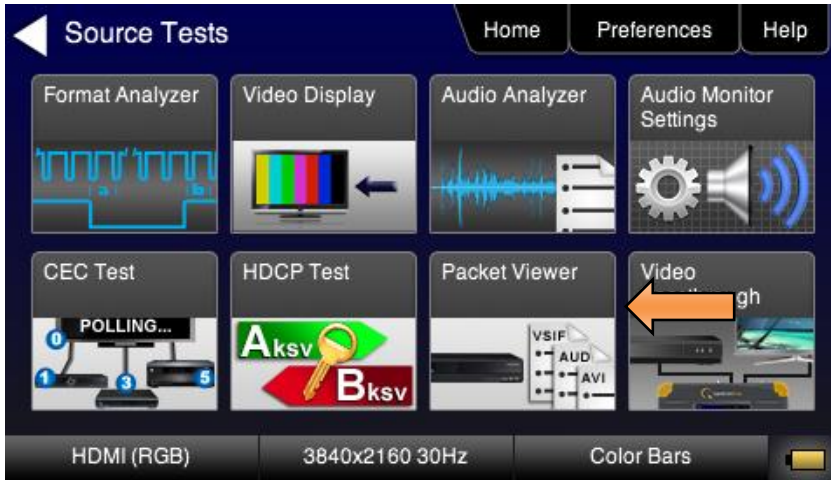 Source Tests
Home
Preferences
Help
Format Analyzer
Video Display
Audio Analyzer
Audio Monitor
Settings
a
b
CEC Test
HDCP Test
Packet Viewer
Video
gh
POLLING...
0
1
3
5
Aksv
Bksv
VSIF
AUD
AVI
HDMI (RGB)
3840x2160 30Hz
Color Bars